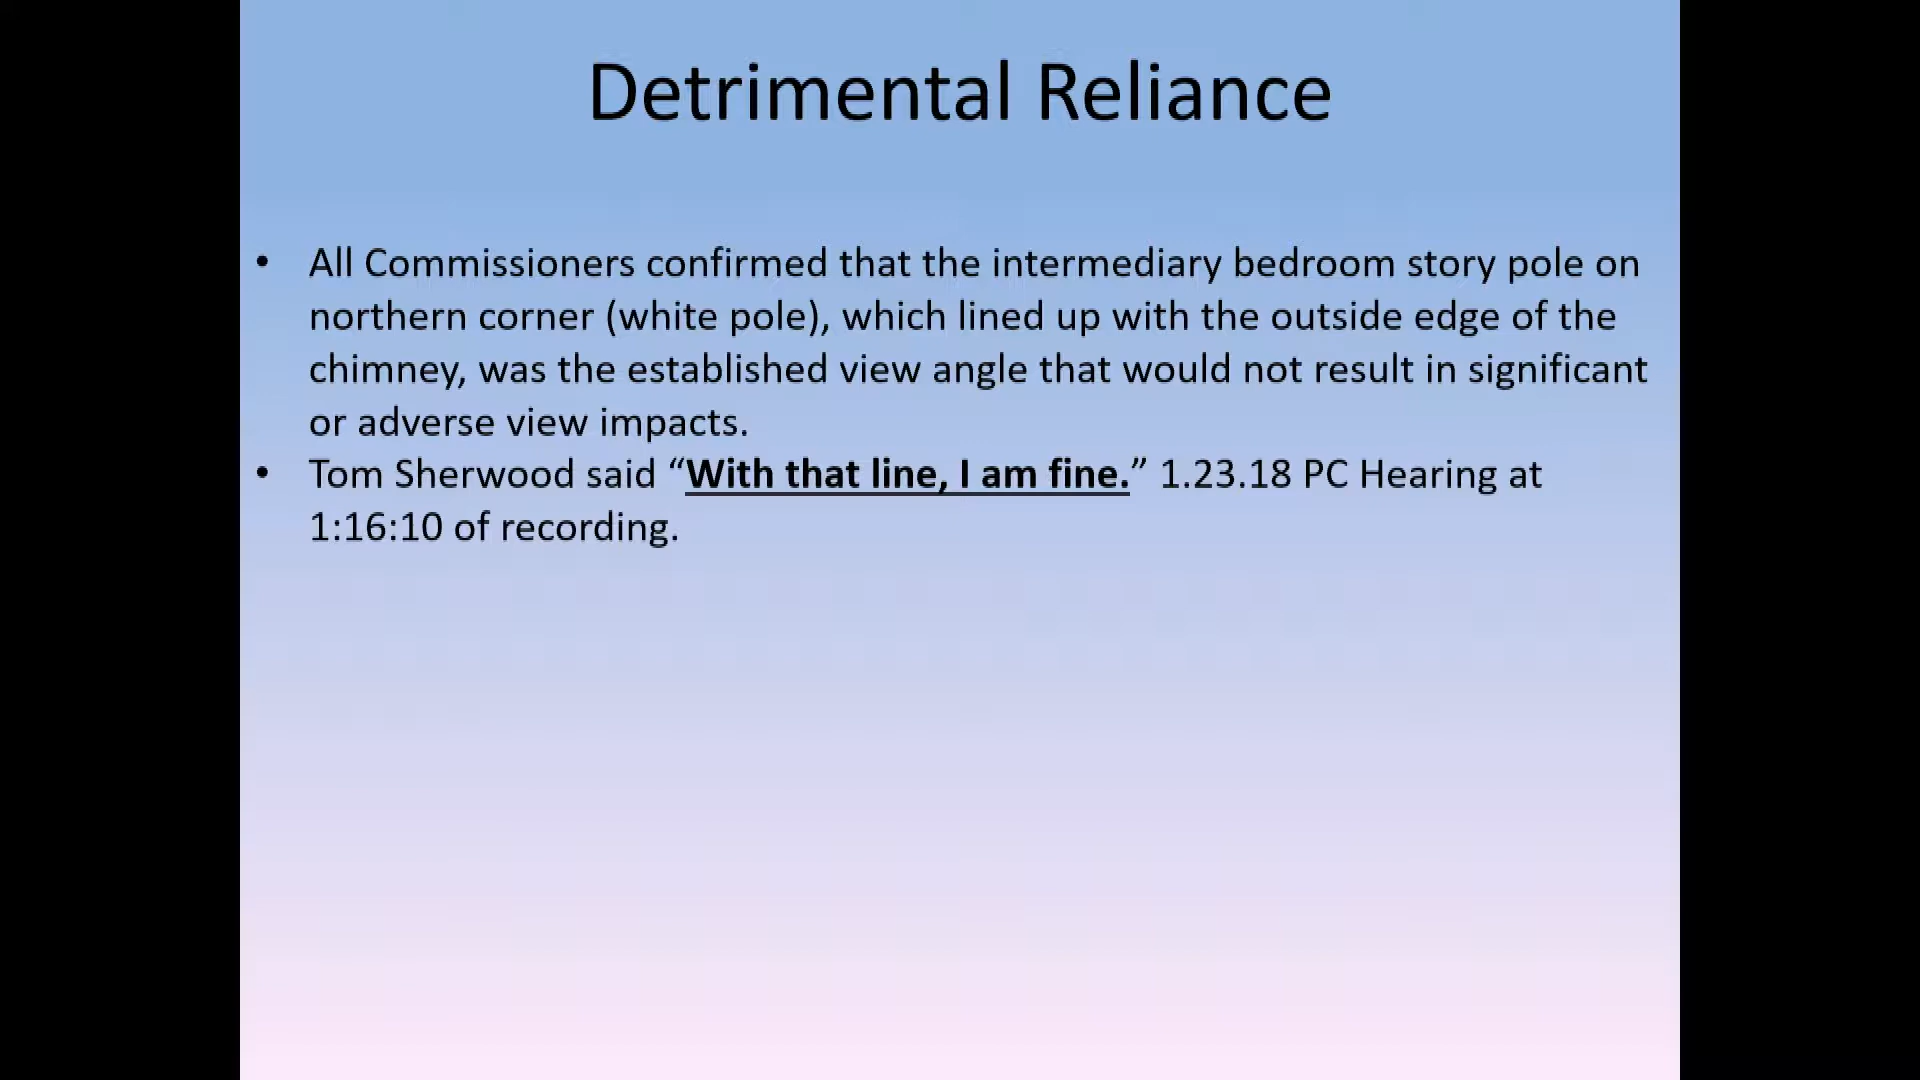 Detrimental Reliance
• All Commissioners confirmed that the intermediary bedroom story pole on
northern corner (white pole), which lined up with the outside edge of the
chimney, was the established view angle that would not result in significant
or adverse view impacts.
• Tom Sherwood said “With that line, I am fine.” 1.23.18 PC Hearing at
1:16:10 of recording.